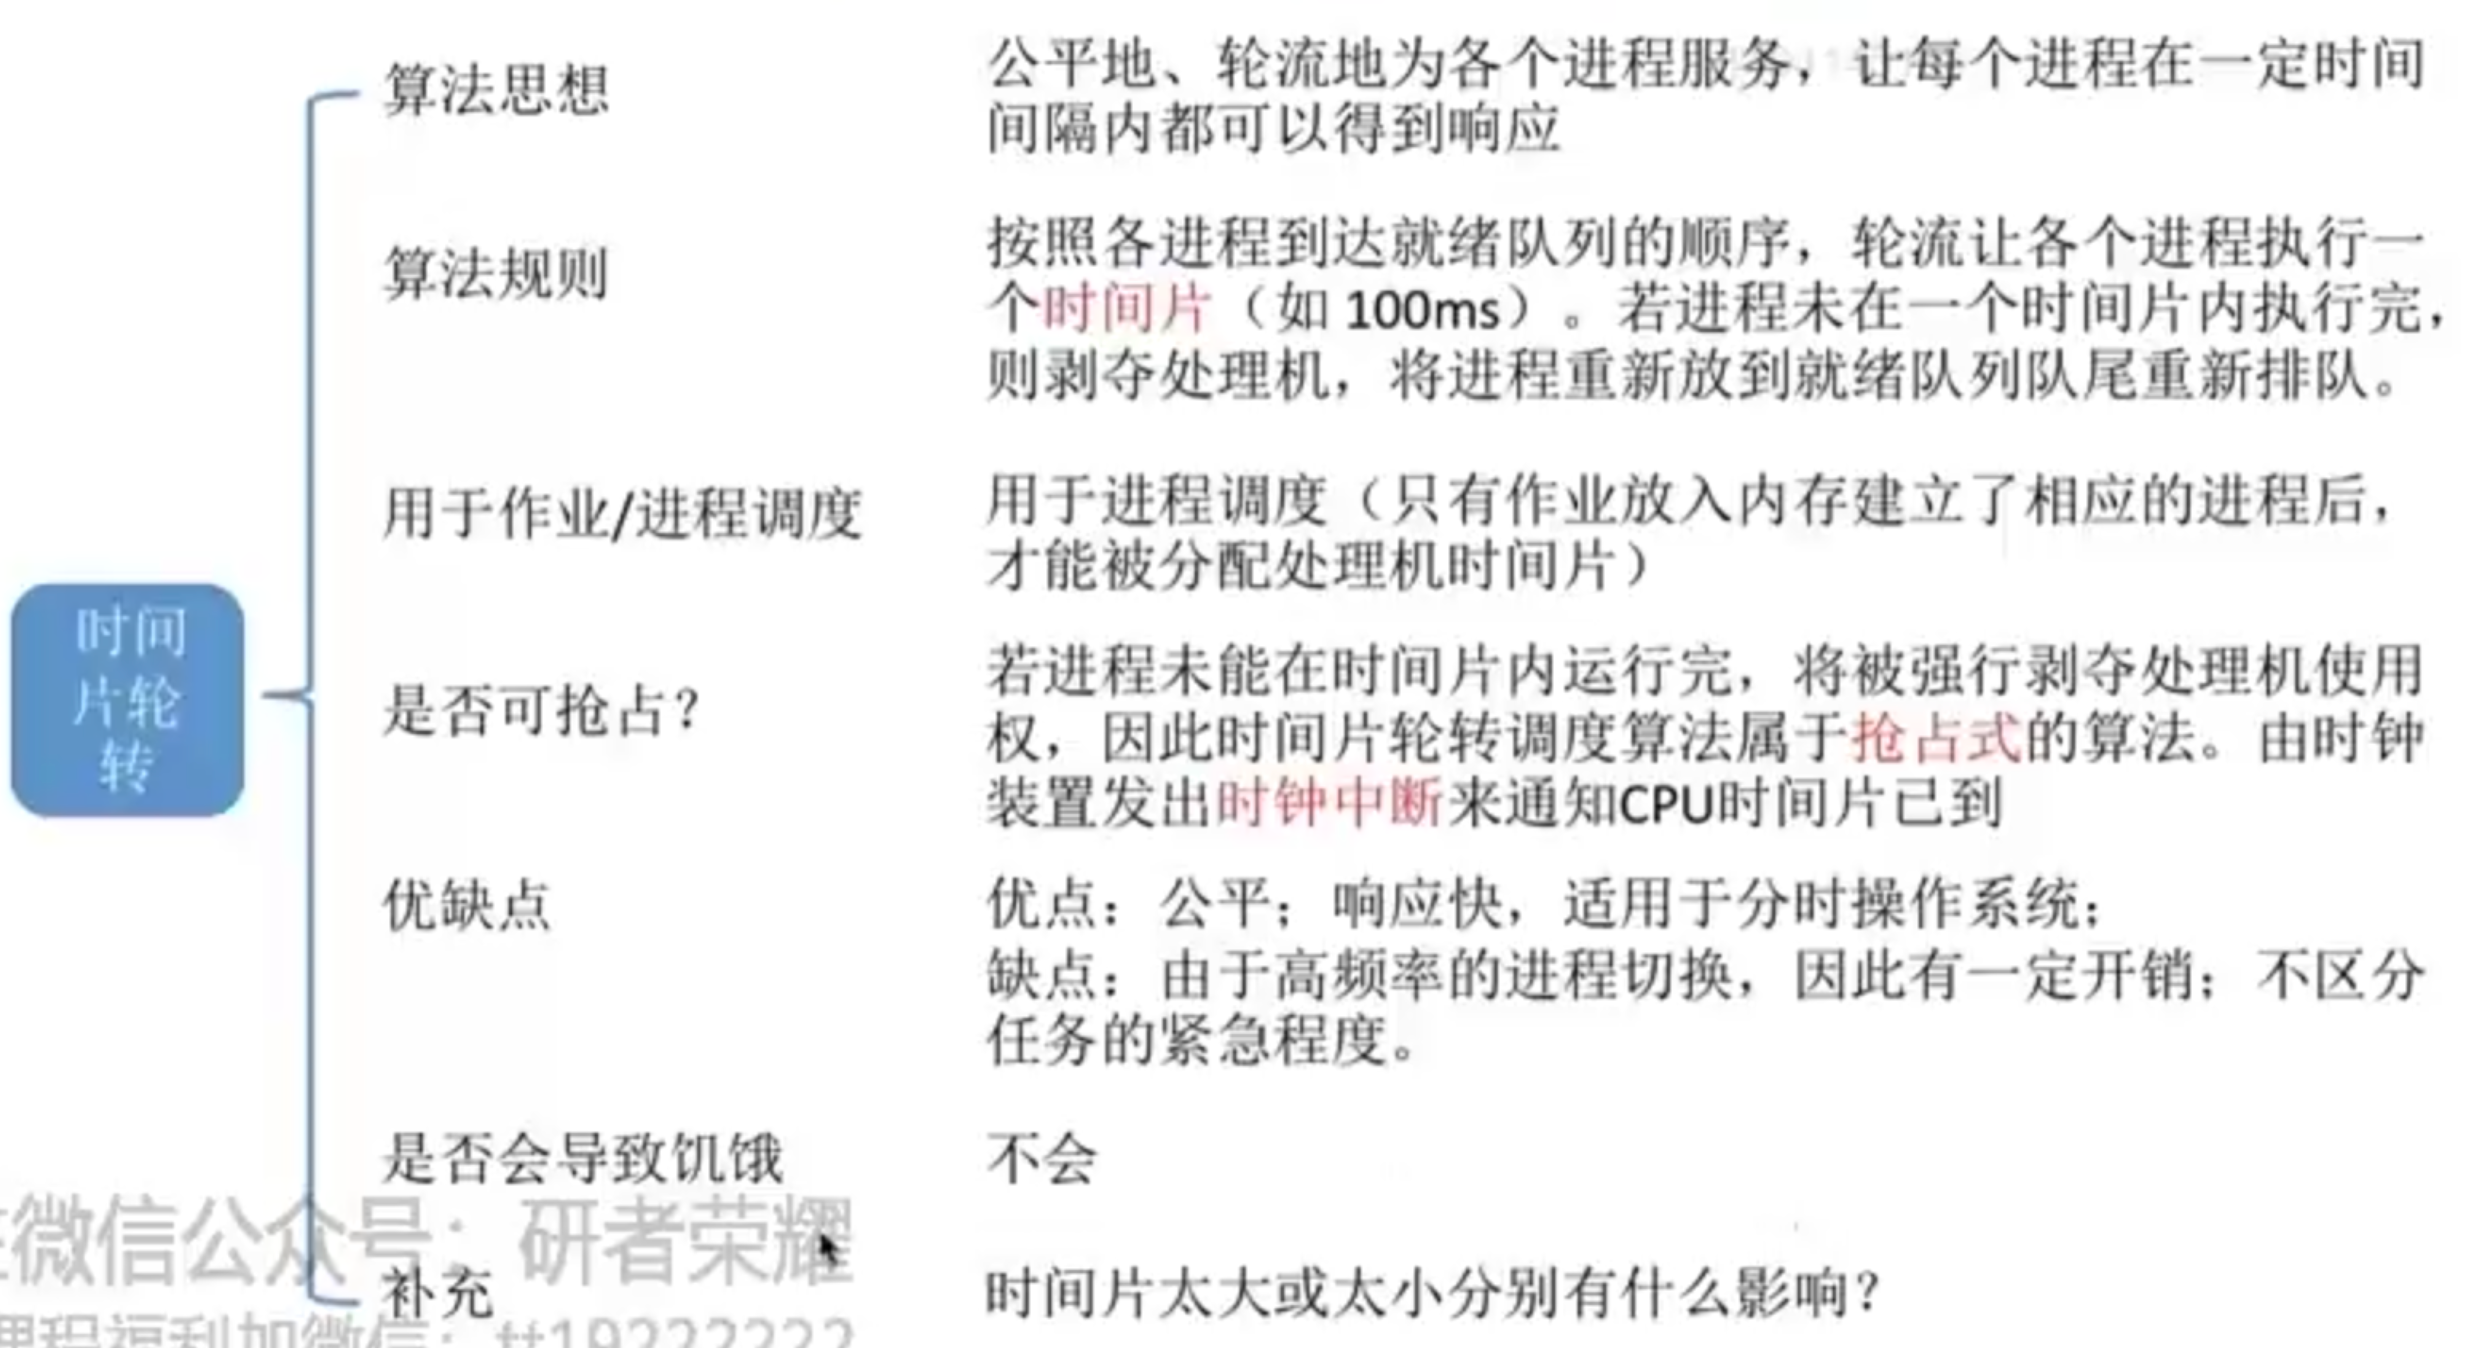 时间
片轮
转
算法思想
公平地、轮流地为各个进程服务，让每个进程在一定时间
间隔内都可以得到响应
算法规则
按照各进程到达就绪队列的顺序，轮流让各个进程执行一
个时间片（如 100ms）。若进程未在一个时间片内执行完，
则剥夺处理机，将进程重新放到就绪队列队尾重新排队。
用于作业/进程调度
用于进程调度（只有作业放入内存建立了相应的进程后，
才能被分配处理机时间片）
是否可抢占？
若进程未能在时间片内运行完，将被强行剥夺处理机使用
权，因此时间片轮转调度算法属于抢占式的算法。由时钟
装置发出时钟中断来通知CPU时间片已到
优缺点
优点：公平；响应快，适用于分时操作系统；
缺点：由于高频率的进程切换，因此有一定开销；不区分
任务的紧急程度。
是否会导致饥饿
不会
微信公众号：研者荣耀
补充
时间片太大或太小分别有什么影响？
程福利加微信：